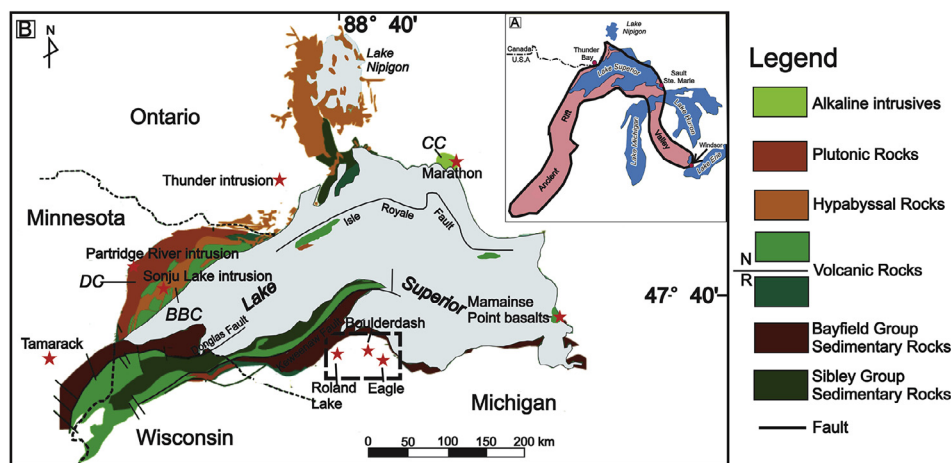 B
N
88° 40'
Lake
Nipigon
Ontario
CC
Marathon
Thunder intrusion
Minnesota
Isle
Royale
Fault
Partridge River intrusion
DG
Sonju Lake intrusion
BBC
Lake
Superior
47° 40'
Mamainse
Point basalts
Tamarack
Douglas Fault
Boulderdash
Roland
Lake
Eagle
Michigan
Wisconsin
0 50 100 150 200 km
A
Lake
Nipigon
Canada
U.S.A
Thunder
Bay
Lake Superior
Sault
Ste. Marie
Rift
Ancient
Valley
Lake Michigan
Lake Huron
Windsor
Lake Erie
Legend
Alkaline intrusives
Plutonic Rocks
Hypabyssal Rocks
N
R
Volcanic Rocks
Bayfield Group
Sedimentary Rocks
Sibley Group
Sedimentary Rocks
Fault